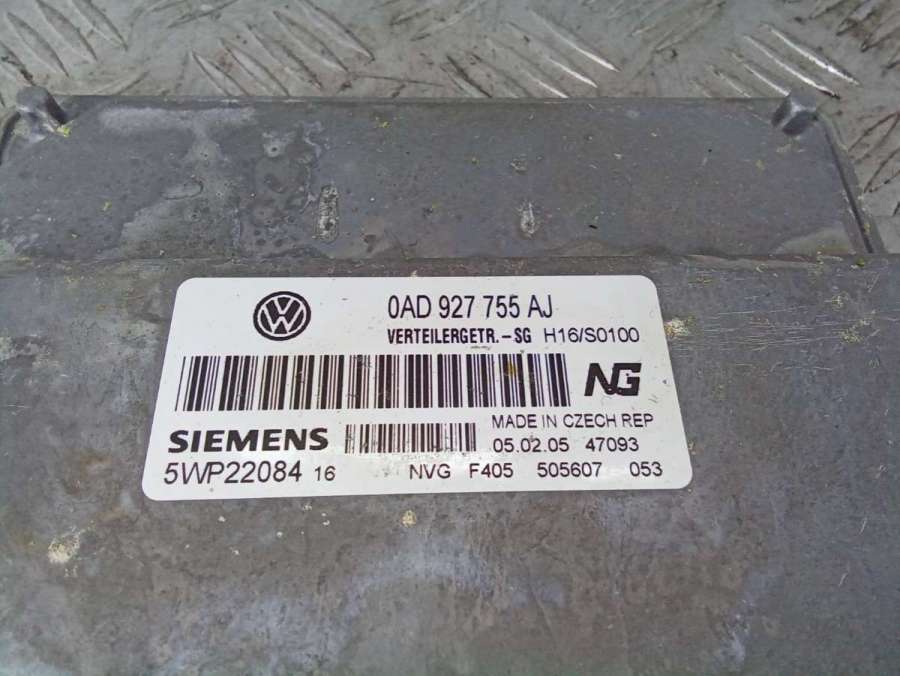 VW
0AD 927 755 AJ
VERTEILERGETR.-SG H16/S0100
NG
MADE IN CZECH REP
SIEMENS 05.02.05 47093
5WP22084 16 NVG F405 505607 053